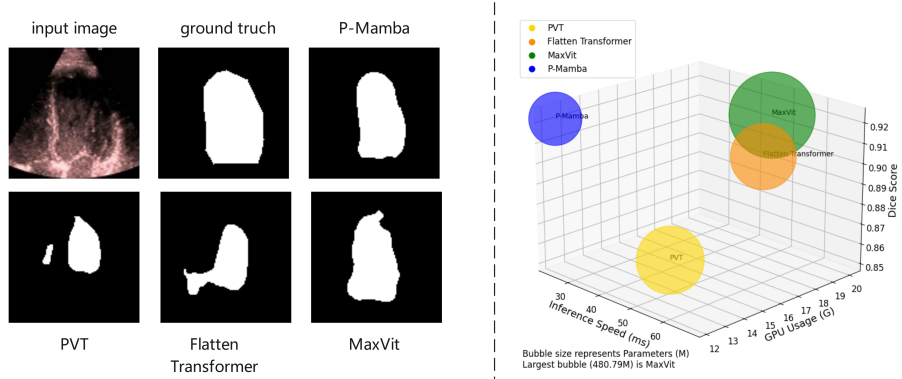 input image
ground truch
P-Mamba
PVT
Flatten
Transformer
MaxVit
PVT
Flatten Transformer
MaxVit
P-Mamba
P-Mamba
MaxVit
Flatten Transformer
PVT
0.92
0.91
0.90
0.89
0.88
0.87
0.86
0.85
Dice Score
30
40
50
60
Inference Speed (ms)
12
13
14
15
16
17
18
19
20
GPU Usage (G)
Bubble size represents Parameters (M)
Largest bubble (480.79M) is MaxVit